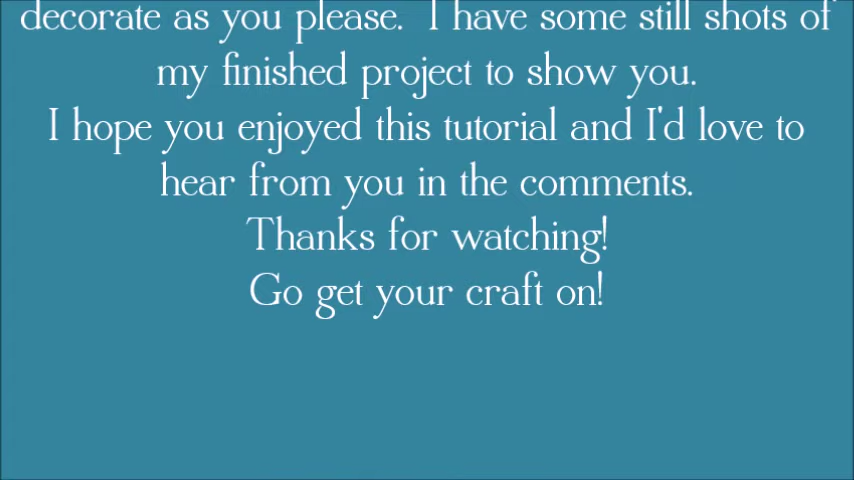 decorate as you please.  I have some still shots of
my finished project to show you.
I hope you enjoyed this tutorial and I'd love to
hear from you in the comments.
Thanks for watching!
Go get your craft on!